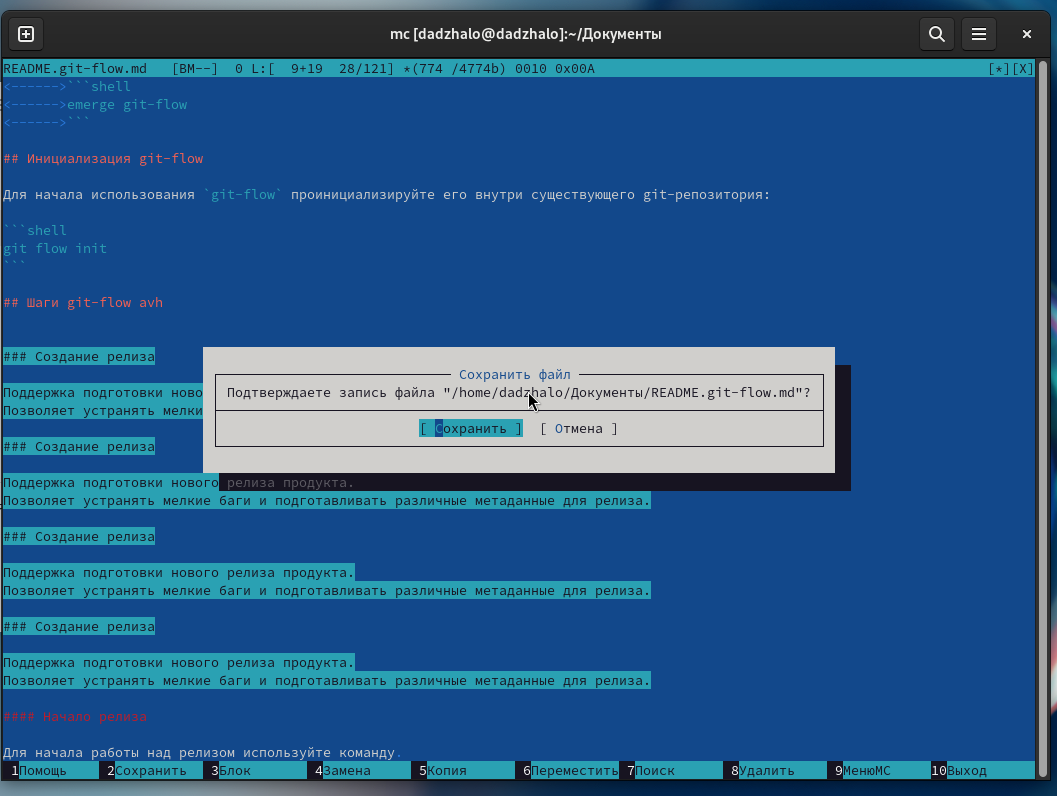 mc [dadzhalo@dadzhalo]:~/Документы
README.git-flow.md [BM--] 0 L:[ 9+19 28/121] *(774 /4774b) 0010 0x00A [*][X]
<------>```shell
<------>emerge git-flow
<------>```
## Инициализация git-flow
Для начала использования `git-flow` проинициализируйте его внутри существующего git-репозитория:
```shell
git flow init
```
## Шаги git-flow avh
### Создание релиза
Поддержка подготовки ново
Позволяет устранять мелки
### Создание релиза
Сохранить файл
Подтверждаете запись файла "/home/dadzhalo/Документы/README.git-flow.md"?
[ Сохранить ] [ Отмена ]
Поддержка подготовки нового релиза продукта.
Позволяет устранять мелкие баги и подготавливать различные метаданные для релиза.
### Создание релиза
Поддержка подготовки нового релиза продукта.
Позволяет устранять мелкие баги и подготавливать различные метаданные для релиза.
### Создание релиза
Поддержка подготовки нового релиза продукта.
Позволяет устранять мелкие баги и подготавливать различные метаданные для релиза.
#### Начало релиза
Для начала работы над релизом используйте команду.
1Помощь 2Сохранить 3Блок 4Замена 5Копия 6Переместить 7Поиск 8Удалить 9МенюMC 10Выход